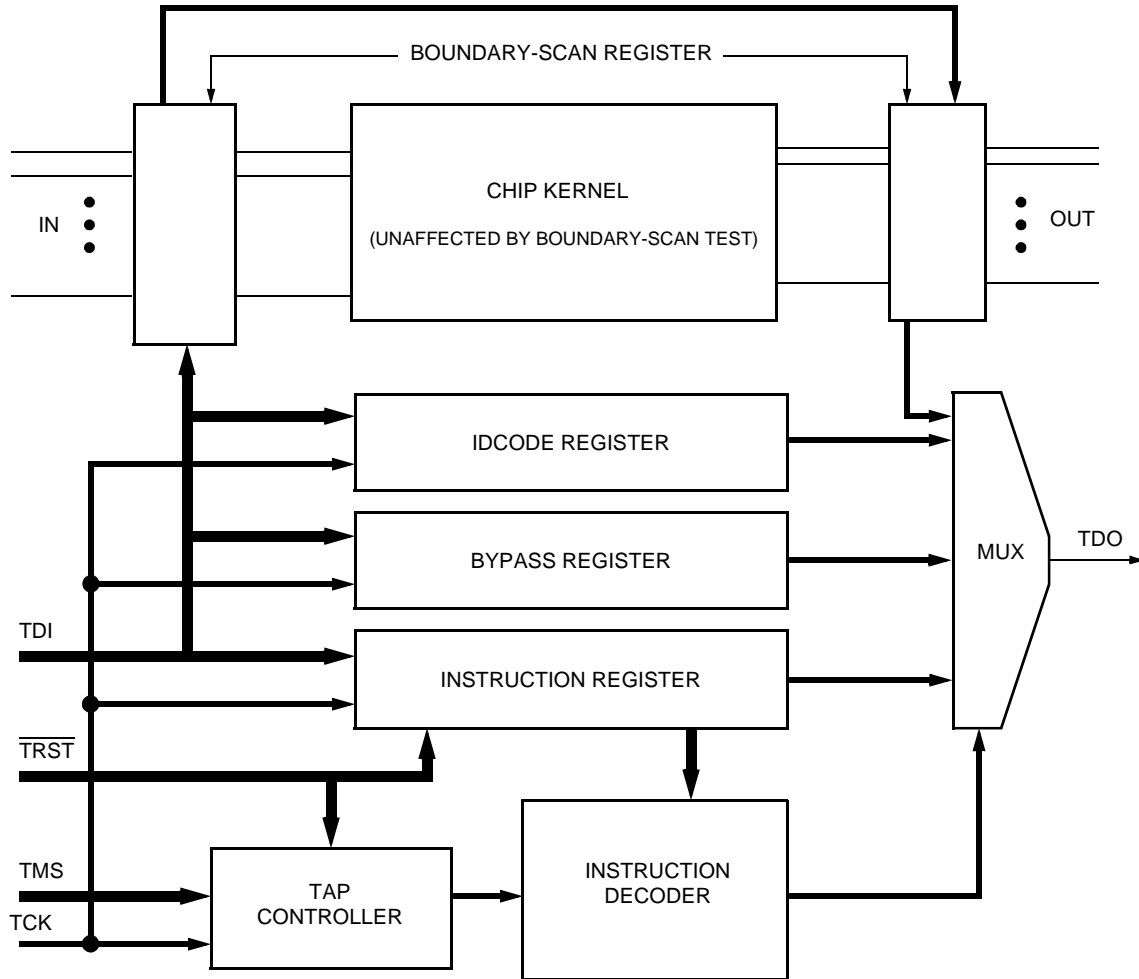 BOUNDARY-SCAN REGISTER
CHIP KERNEL
(UNAFFECTED BY BOUNDARY-SCAN TEST)
IN
OUT
IDCODE REGISTER
BYPASS REGISTER
MUX
TDO
TDI
INSTRUCTION REGISTER
TRST
TMS
TAP
CONTROLLER
INSTRUCTION
DECODER
TCK